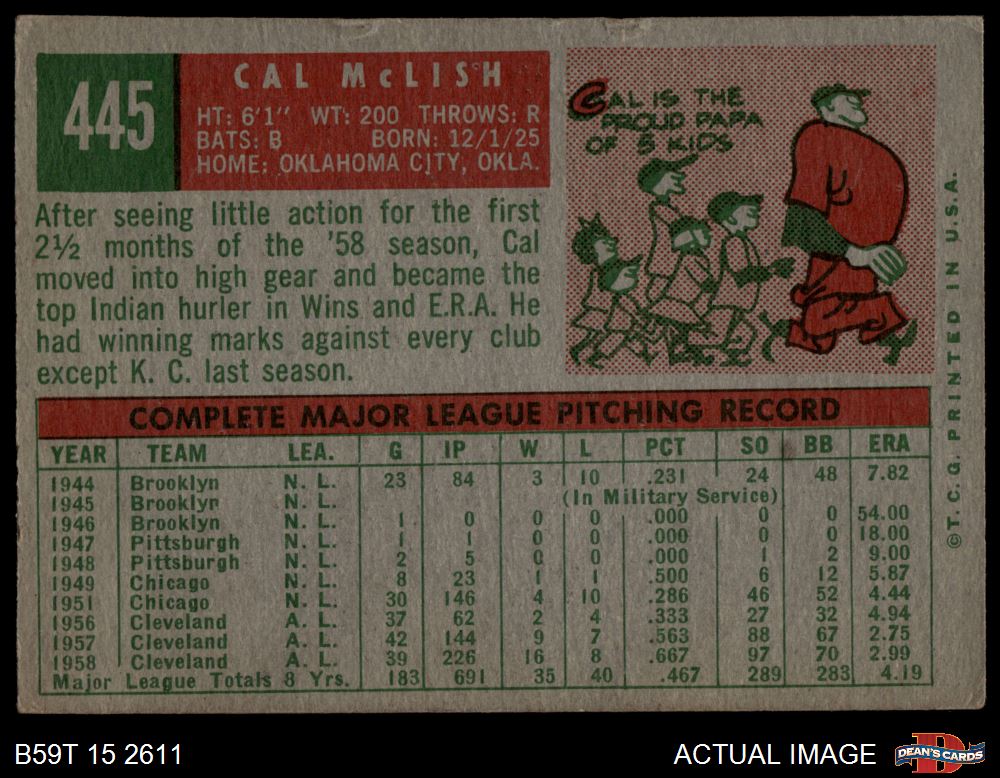 445
CAL McLISH
HT: 6'1" WT: 200 THROWS: R
BATS: B BORN: 12/1/25
HOME: OKLAHOMA CITY, OKLA.
CAL IS THE
PROUD PAPA
OF 5 KIDS
After seeing little action for the first
2½ months of the '58 season, Cal
moved into high gear and became the
top Indian hurler in Wins and E.R.A. He
had winning marks against every club
except K. C. last season.
COMPLETE MAJOR LEAGUE PITCHING RECORD
YEAR TEAM LEA. G IP W L PCT SO BB ERA
1944 Brooklyn N. L. 23 84 3 10 .231 24 48 7.82
1945 Brooklyn N. L. (In Military Service)
1946 Brooklyn N. L. 1 0 0 0 .000 0 0 54.00
1947 Pittsburgh N. L. 1 1 0 0 .000 0 0 18.00
1948 Pittsburgh N. L. 2 5 0 0 .000 1 2 9.00
1949 Chicago N. L. 8 23 1 1 .500 6 12 5.87
1951 Chicago N. L. 30 146 4 10 .286 46 52 4.44
1956 Cleveland A. L. 37 62 2 4 .333 27 32 4.94
1957 Cleveland A. L. 42 144 9 7 .563 88 67 2.75
1958 Cleveland A. L. 39 226 16 8 .667 97 70 2.99
Major League Totals 8 Yrs. 183 691 35 40 .467 289 283 4.19
©T. C. G. PRINTED IN U.S.A.
B59T 15 2611
ACTUAL IMAGE
DEAN'S CARDS